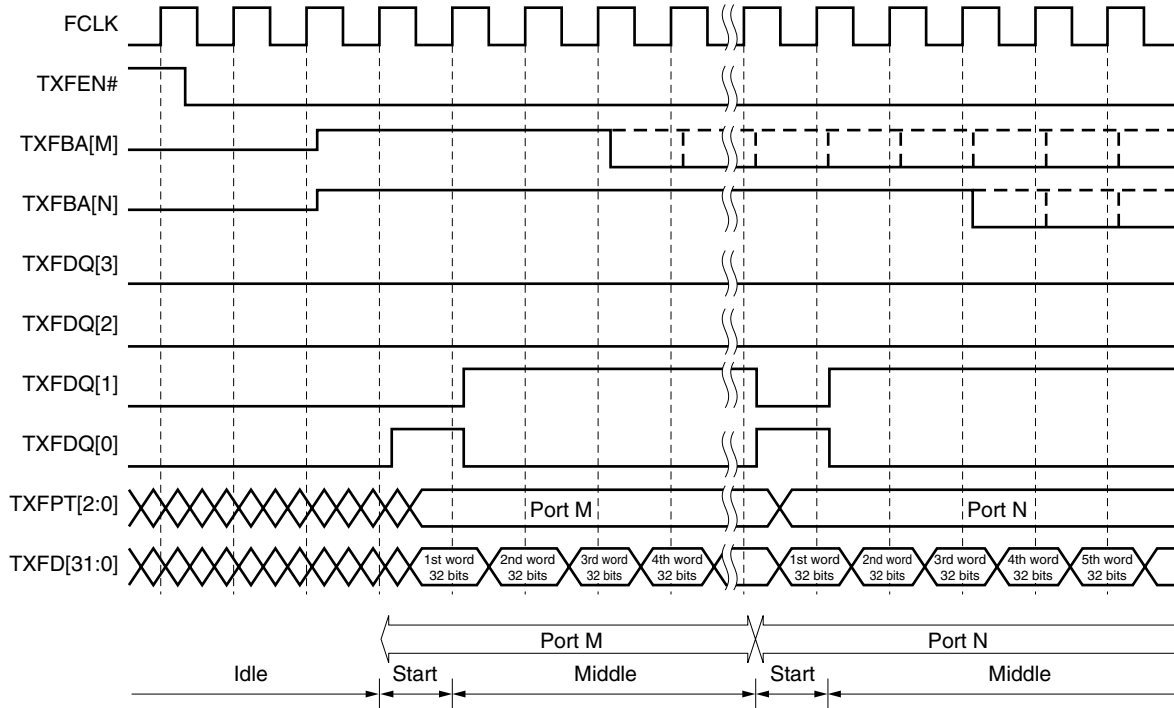 FCLK
TXFEN#
TXFBA[M]
TXFBA[N]
TXFDQ[3]
TXFDQ[2]
TXFDQ[1]
TXFDQ[0]
TXFPT[2:0]
Port M
Port N
TXFD[31:0]
1st word 2nd word 3rd word 4th word 1st word 2nd word 3rd word 4th word 5th word
32 bits 32 bits 32 bits 32 bits 32 bits 32 bits 32 bits 32 bits 32 bits
Port M
Port N
Idle Start Middle Start Middle